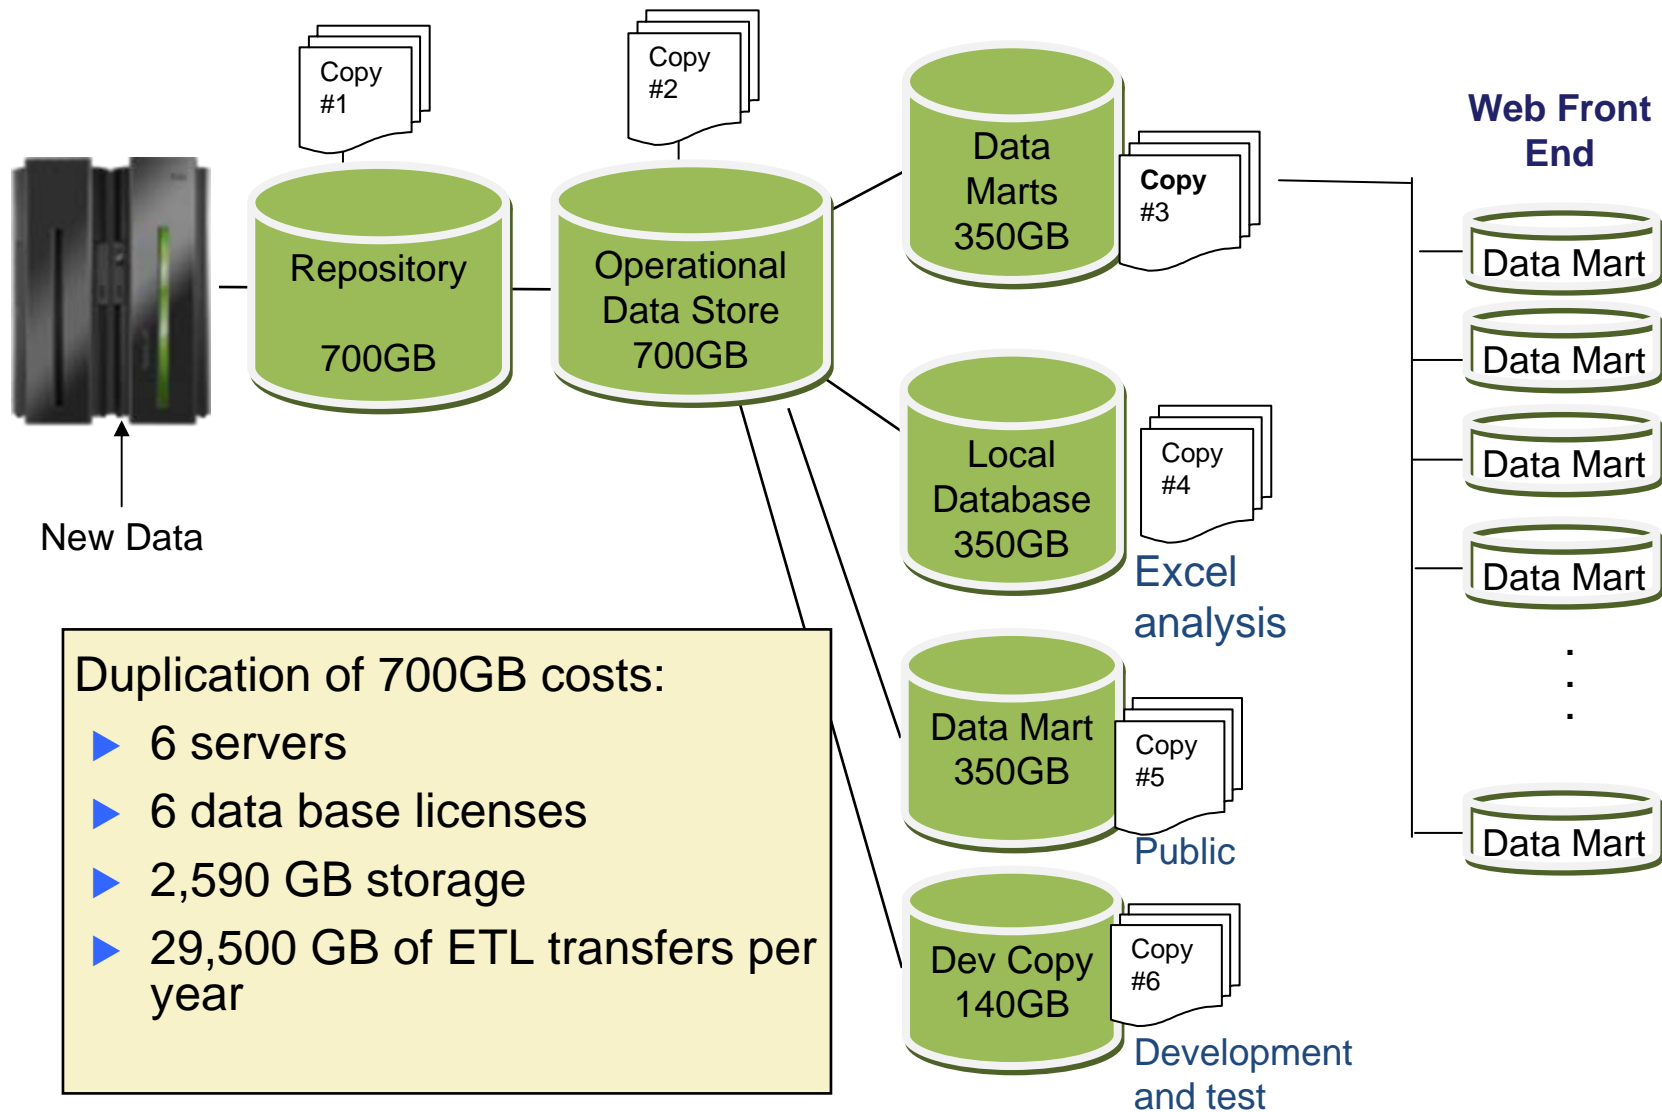 Copy
#1
Copy
#2
Repository
700GB
Operational
Data Store
700GB
New Data
Data
Marts
350GB
Copy
#3
Local
Database
350GB
Copy
#4
Excel
analysis
Data Mart
350GB
Copy
#5
Public
Dev Copy
140GB
Copy
#6
Development
and test
Web Front
End
Data Mart
Data Mart
Data Mart
Data Mart
.
.
.
Data Mart
Duplication of 700GB costs:
6 servers
6 data base licenses
2,590 GB storage
29,500 GB of ETL transfers per
year